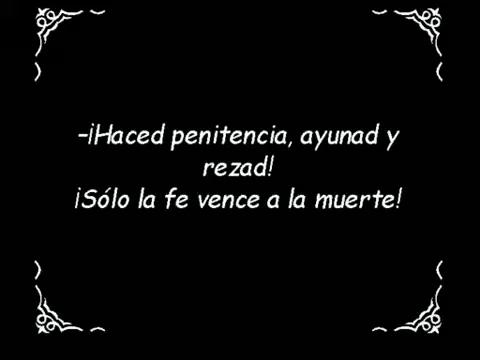 -¡Haced penitencia, ayunad y
rezad!
¡Sólo la fe vence a la muerte!